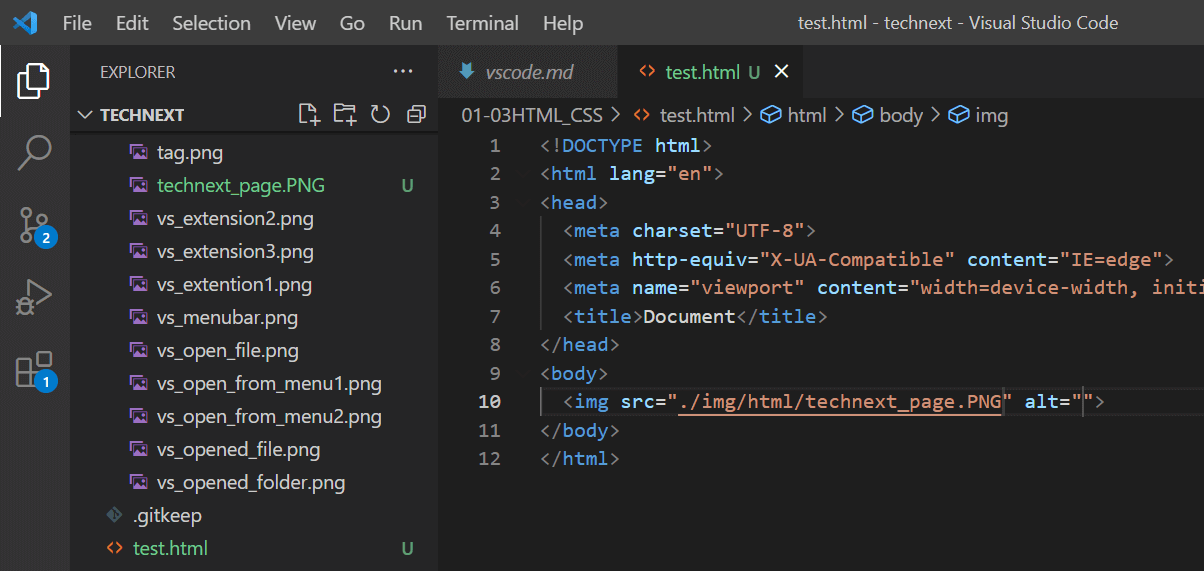 File Edit Selection View Go Run Terminal Help test.html - technext - Visual Studio Code
EXPLORER ···
TECHNEXT
tag.png
technext_page.PNG U
vs_extension2.png
vs_extension3.png
vs_extention1.png
vs_menubar.png
vs_open_file.png
vs_open_from_menu1.png
vs_open_from_menu2.png
vs_opened_file.png
vs_opened_folder.png
.gitkeep
test.html U
2
1
vscode.md
test.html U
01-03HTML_CSS > test.html > html > body > img
1 <!DOCTYPE html>
2 <html lang="en">
3 <head>
4 <meta charset="UTF-8">
5 <meta http-equiv="X-UA-Compatible" content="IE=edge">
6 <meta name="viewport" content="width=device-width, initi
7 <title>Document</title>
8 </head>
9 <body>
10 <img src="./img/html/technext_page.PNG" alt="">
11 </body>
12 </html>